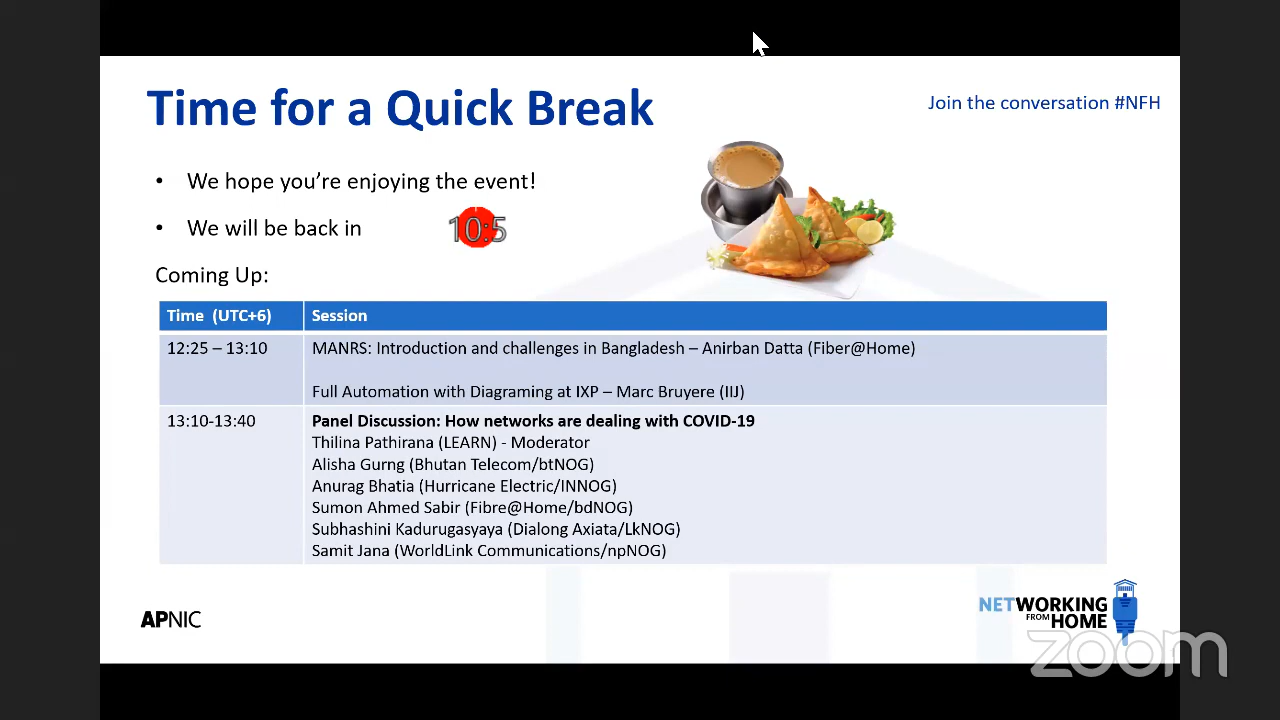 Time for a Quick Break
Join the conversation #NFH
• We hope you’re enjoying the event!
• We will be back in 10:5
Coming Up:
Time (UTC+6) Session
12:25 – 13:10 MANRS: Introduction and challenges in Bangladesh – Anirban Datta (Fiber@Home)
Full Automation with Diagraming at IXP – Marc Bruyere (IIJ)
13:10-13:40 Panel Discussion: How networks are dealing with COVID-19
Thilina Pathirana (LEARN) - Moderator
Alisha Gurng (Bhutan Telecom/btNOG)
Anurag Bhatia (Hurricane Electric/INNOG)
Sumon Ahmed Sabir (Fibre@Home/bdNOG)
Subhashini Kadurugasyaya (Dialong Axiata/LkNOG)
Samit Jana (WorldLink Communications/npNOG)
APNIC
NETWORKING
FROM HOME
zoom